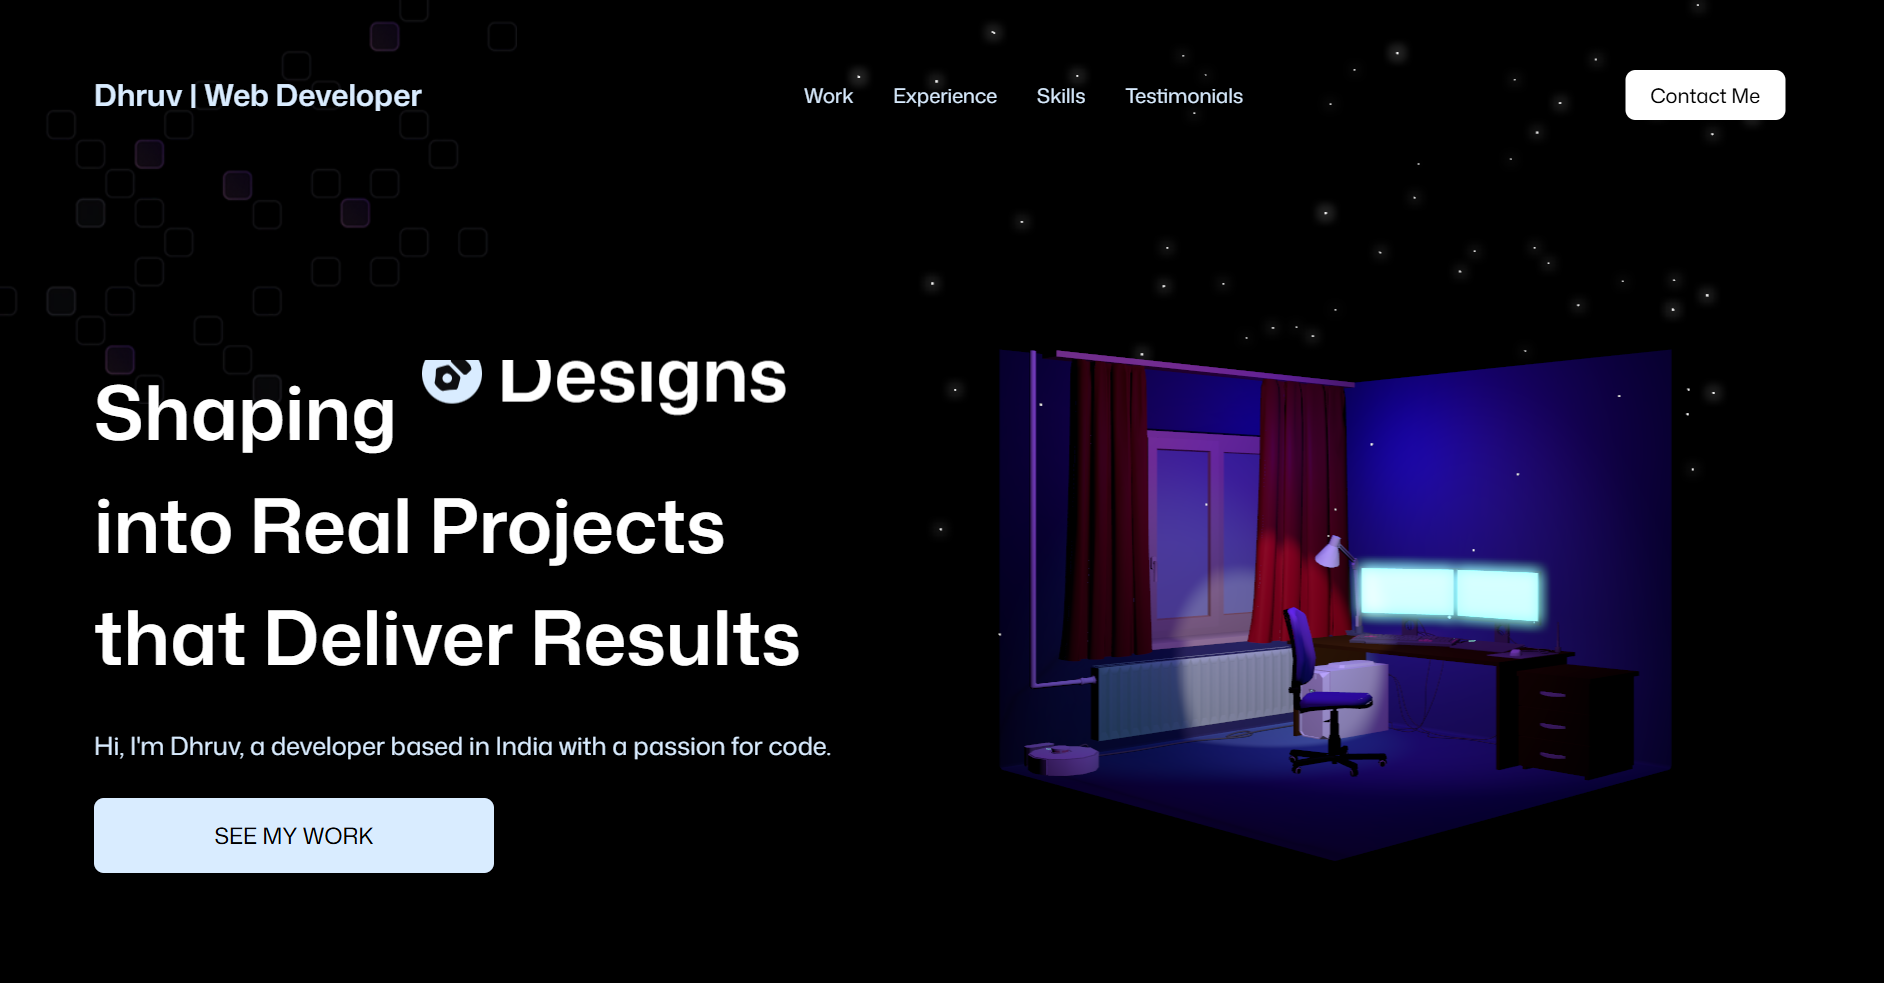 Dhruv | Web Developer
Work
Experience
Skills
Testimonials
Contact Me
Shaping Designs
into Real Projects
that Deliver Results
Hi, I'm Dhruv, a developer based in India with a passion for code.
SEE MY WORK